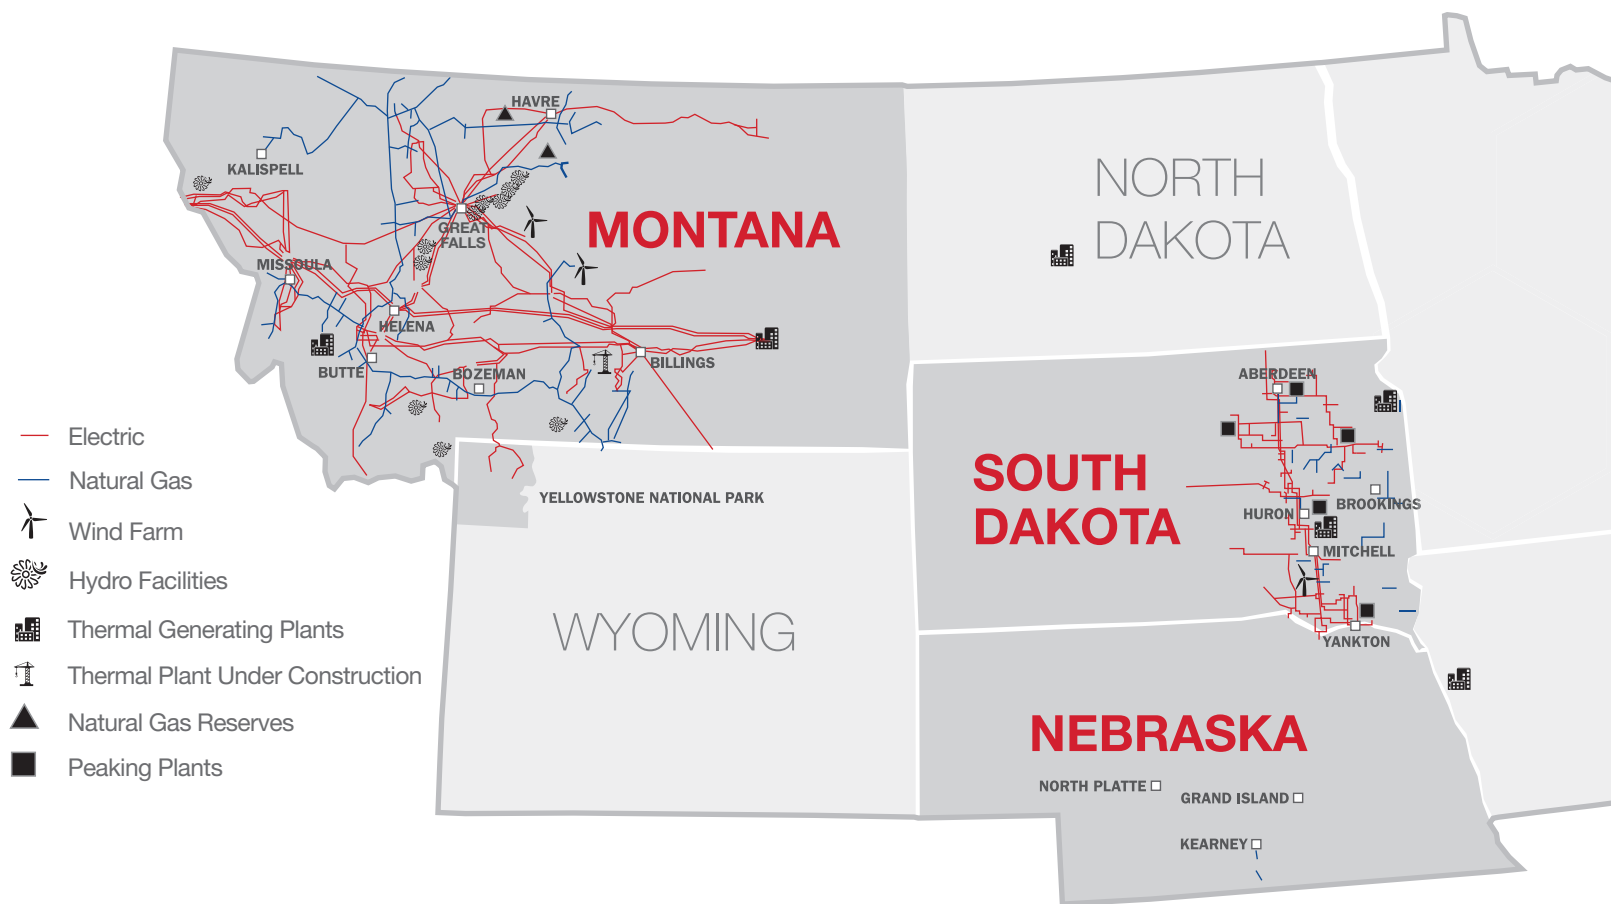 HAVRE
KALISPELL
NORTH
DAKOTA
MONTANA
GREAT
FALLS
MISSOULA
HELENA
BUTTE
BOZEMAN
BILLINGS
ABERDEEN
Electric
Natural Gas
Wind Farm
Hydro Facilities
Thermal Generating Plants
Thermal Plant Under Construction
Natural Gas Reserves
Peaking Plants
YELLOWSTONE NATIONAL PARK
SOUTH
DAKOTA
BROOKINGS
HURON
MITCHELL
WYOMING
YANKTON
NEBRASKA
NORTH PLATTE
GRAND ISLAND
KEARNEY